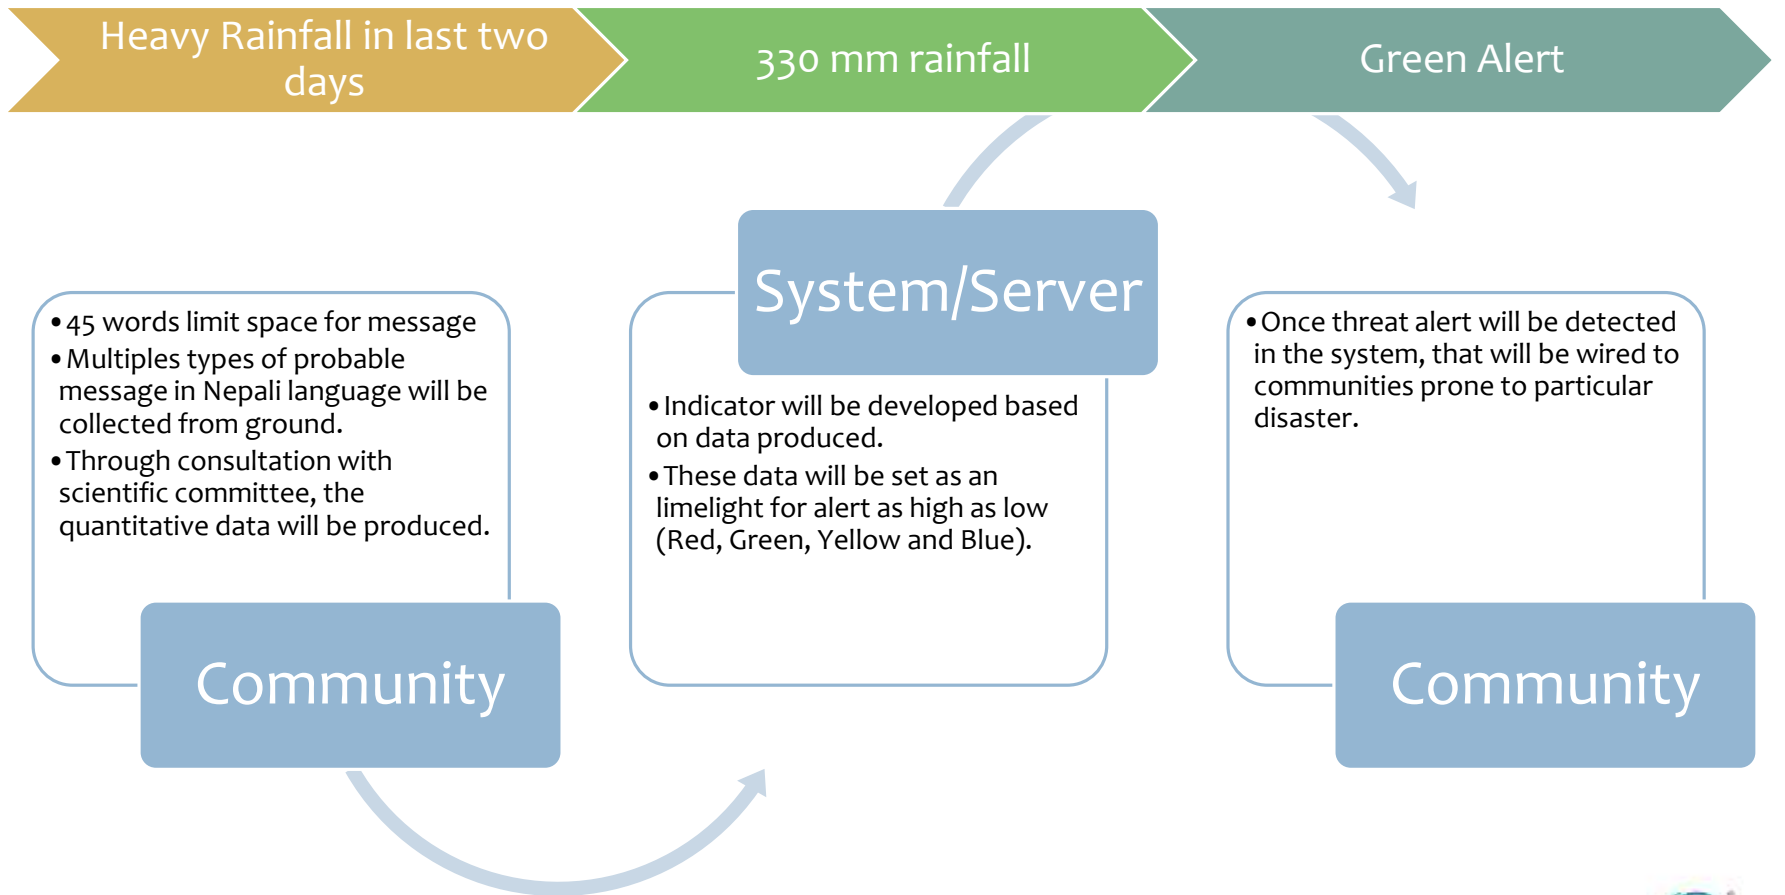 Heavy Rainfall in last two
days
330 mm rainfall
Green Alert
•45 words limit space for message
•Multiples types of probable
message in Nepali language will be
collected from ground.
•Through consultation with
scientific committee, the
quantitative data will be produced.
Community
System/Server
•Indicator will be developed based
on data produced.
•These data will be set as an
limelight for alert as high as low
(Red, Green, Yellow and Blue).
•Once threat alert will be detected
in the system, that will be wired to
communities prone to particular
disaster.
Community